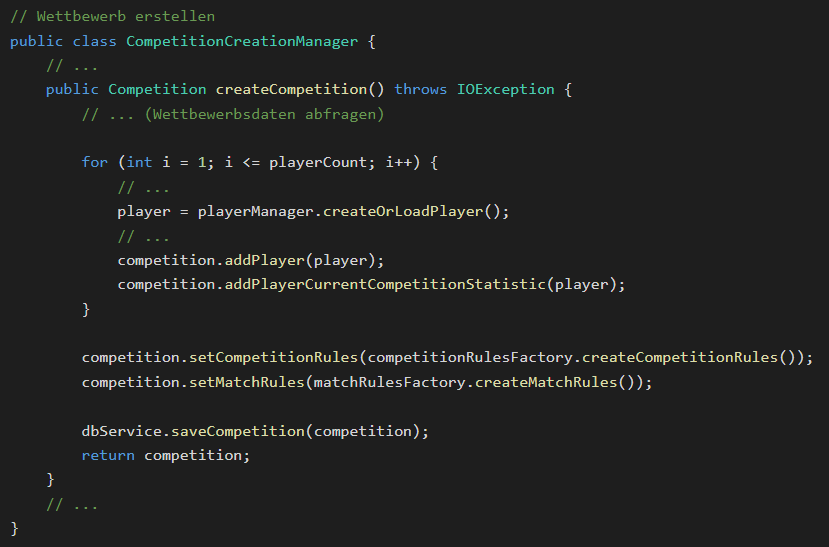 // Wettbewerb erstellen
public class CompetitionCreationManager {
    // ...
    public Competition createCompetition() throws IOException {
        // ... (Wettbewerbsdaten abfragen)

        for (int i = 1; i <= playerCount; i++) {
            // ...
            player = playerManager.createOrLoadPlayer();
            // ...
            competition.addPlayer(player);
            competition.addPlayerCurrentCompetitionStatistic(player);
        }

        competition.setCompetitionRules(competitionRulesFactory.createCompetitionRules());
        competition.setMatchRules(matchRulesFactory.createMatchRules());

        dbService.saveCompetition(competition);
        return competition;
    }
    // ...
}